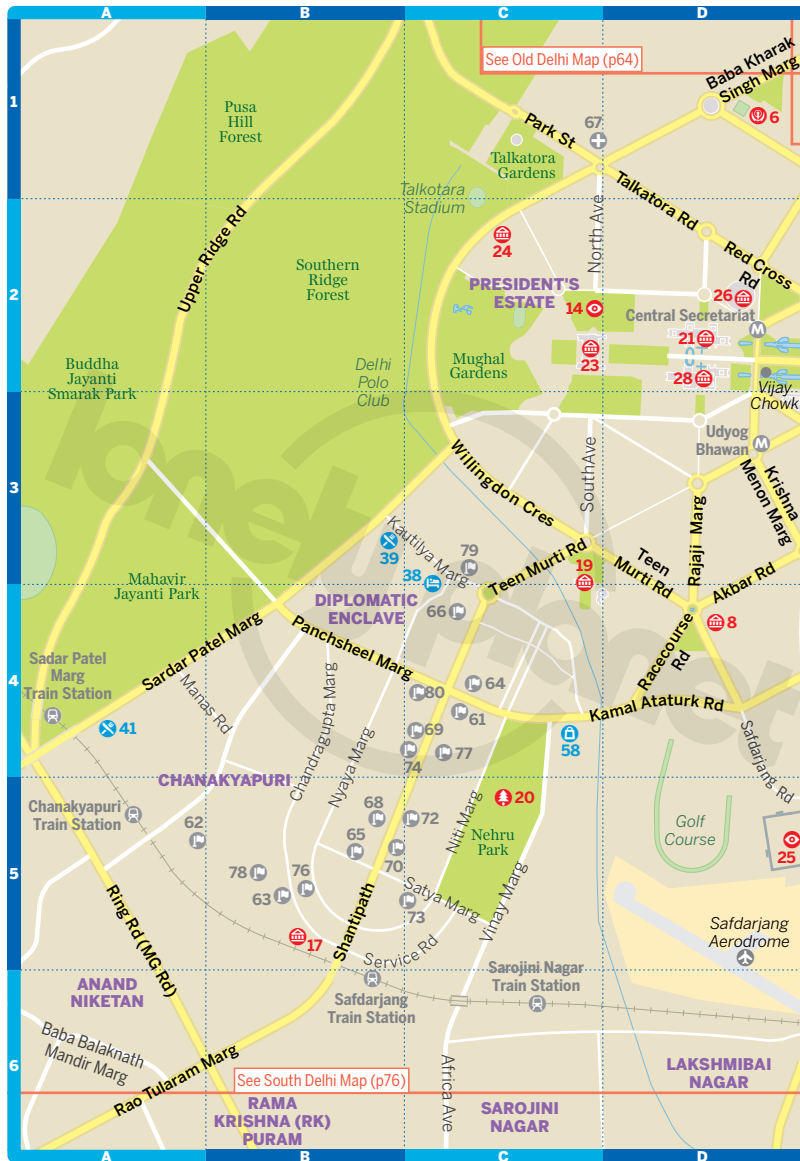 A
B
C
D
See Old Delhi Map (p64)
Baba Kharak
Singh Marg
1
Pusa
Hill
Forest
67
6
Park St
Talkatora
Gardens
Talkotara
Stadium
North Ave
Talkatora Rd
Upper Ridge Rd
24
Red Cross
Rd
2
Southern
Ridge
Forest
PRESIDENT'S
ESTATE
14
26
Central Secretariat
M
21
23
28
Buddha
Jayanti
Smarak Park
Delhi
Polo
Club
Mughal
Gardens
Vijay
Chowk
Udyog
Bhawan
M
lonely planet
3
Willingdon Cres
South Ave
Krishna
Menon Marg
Rajaji Marg
39
Kautilya Marg
79
38
Teen Murti Rd
19
Teen
Murti Rd
Akbar Rd
Mahavir
Jayanti Park
DIPLOMATIC
ENCLAVE
66
8
Sardar Patel Marg
Panchsheel Marg
Racecourse
Rd
4
Sadar Patel
Marg
Train Station
Manas Rd
Chandragupta Marg
Nyaya Marg
64
80
61
Kamal Ataturk Rd
41
69
58
74
77
Safdarjang Rd
CHANAKYAPURI
20
Chanakyapuri
Train Station
62
68
72
Niti Marg
Nehru
Park
Golf
Course
65
25
5
78
76
70
63
73
Satya Marg
Vinay Marg
Ring Rd (MG Rd)
Shantipath
17
Service Rd
Safdarjang
Aerodrome
ANAND
NIKETAN
Safdarjang
Train Station
Sarojini Nagar
Train Station
Baba Balaknath
Mandir Marg
6
Rao Tularam Marg
See South Delhi Map (p76)
Africa Ave
LAKSHMIBAI
NAGAR
RAMA
KRISHNA (RK)
PURAM
SAROJINI
NAGAR
A
B
C
D